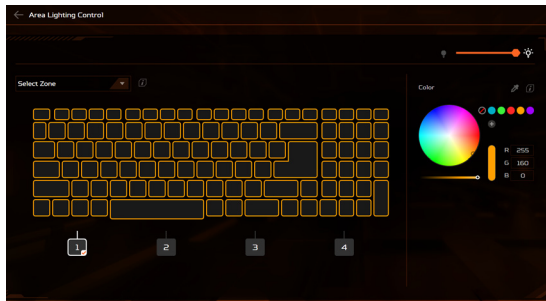 Area Lighting Control
Select Zone
Color
R 255
G 160
B 0
1 2 3 4